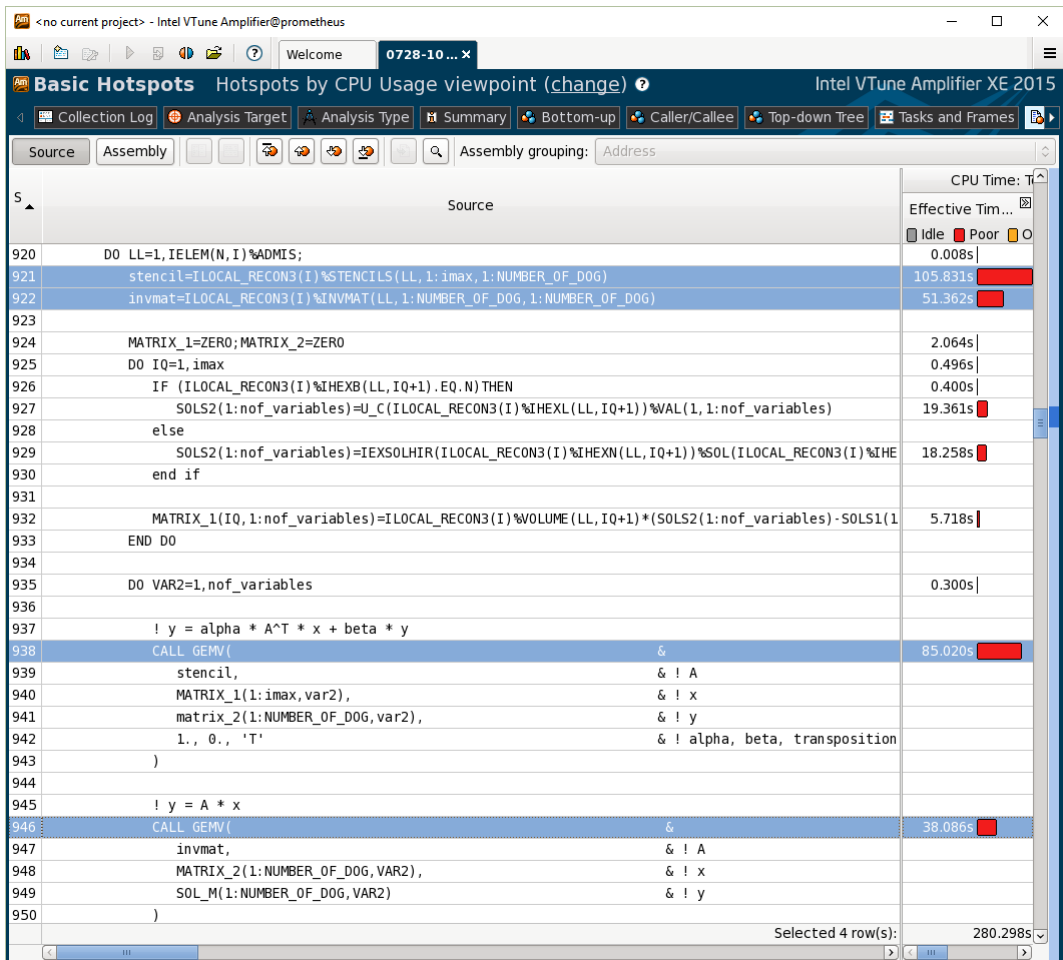 <no current project> - Intel VTune Amplifier@prometheus
Welcome 0728-10 ... x
Basic Hotspots Hotspots by CPU Usage viewpoint (change) Intel VTune Amplifier XE 2015
Collection Log Analysis Target Analysis Type Summary Bottom-up Caller/Callee Top-down Tree Tasks and Frames
Source Assembly Assembly grouping: Address
CPU Time: T
S Source Effective Tim...
Idle Poor O
920 DO LL=1,IELEM(N,I)%ADMIS; 0.008s
921 stencil=ILOCAL_RECON3(I)%STENCILS(LL,1:imax,1:NUMBER_OF_DOG) 105.831s
922 invmat=ILOCAL_RECON3(I)%INVMAT(LL,1:NUMBER_OF_DOG,1:NUMBER_OF_DOG) 51.362s
923
924 MATRIX_1=ZERO;MATRIX_2=ZERO 2.064s
925 DO IQ=1,imax 0.496s
926 IF (ILOCAL_RECON3(I)%IHEXB(LL,IQ+1).EQ.N)THEN 0.400s
927 SOLS2(1:nof_variables)=U_C(ILOCAL_RECON3(I)%IHEXL(LL,IQ+1))%VAL(1,1:nof_variables) 19.361s
928 else
929 SOLS2(1:nof_variables)=IEXSOLHIR(ILOCAL_RECON3(I)%IHEXN(LL,IQ+1))%SOL(ILOCAL_RECON3(I)%IHE 18.258s
930 end if
931
932 MATRIX_1(IQ,1:nof_variables)=ILOCAL_RECON3(I)%VOLUME(LL,IQ+1)*(SOLS2(1:nof_variables)-SOLS1(1 5.718s
933 END DO
934
935 DO VAR2=1,nof_variables 0.300s
936
937 ! y = alpha * A^T * x + beta * y
938 CALL GEMV( & 85.020s
939 stencil, & ! A
940 MATRIX_1(1:imax,var2), & ! x
941 matrix_2(1:NUMBER_OF_DOG,var2), & ! y
942 1., 0., 'T' & ! alpha, beta, transposition
943 )
944
945 ! y = A * x
946 CALL GEMV( & 38.086s
947 invmat, & ! A
948 MATRIX_2(1:NUMBER_OF_DOG,VAR2), & ! x
949 SOL_M(1:NUMBER_OF_DOG,VAR2) & ! y
950 )
Selected 4 row(s): 280.298s